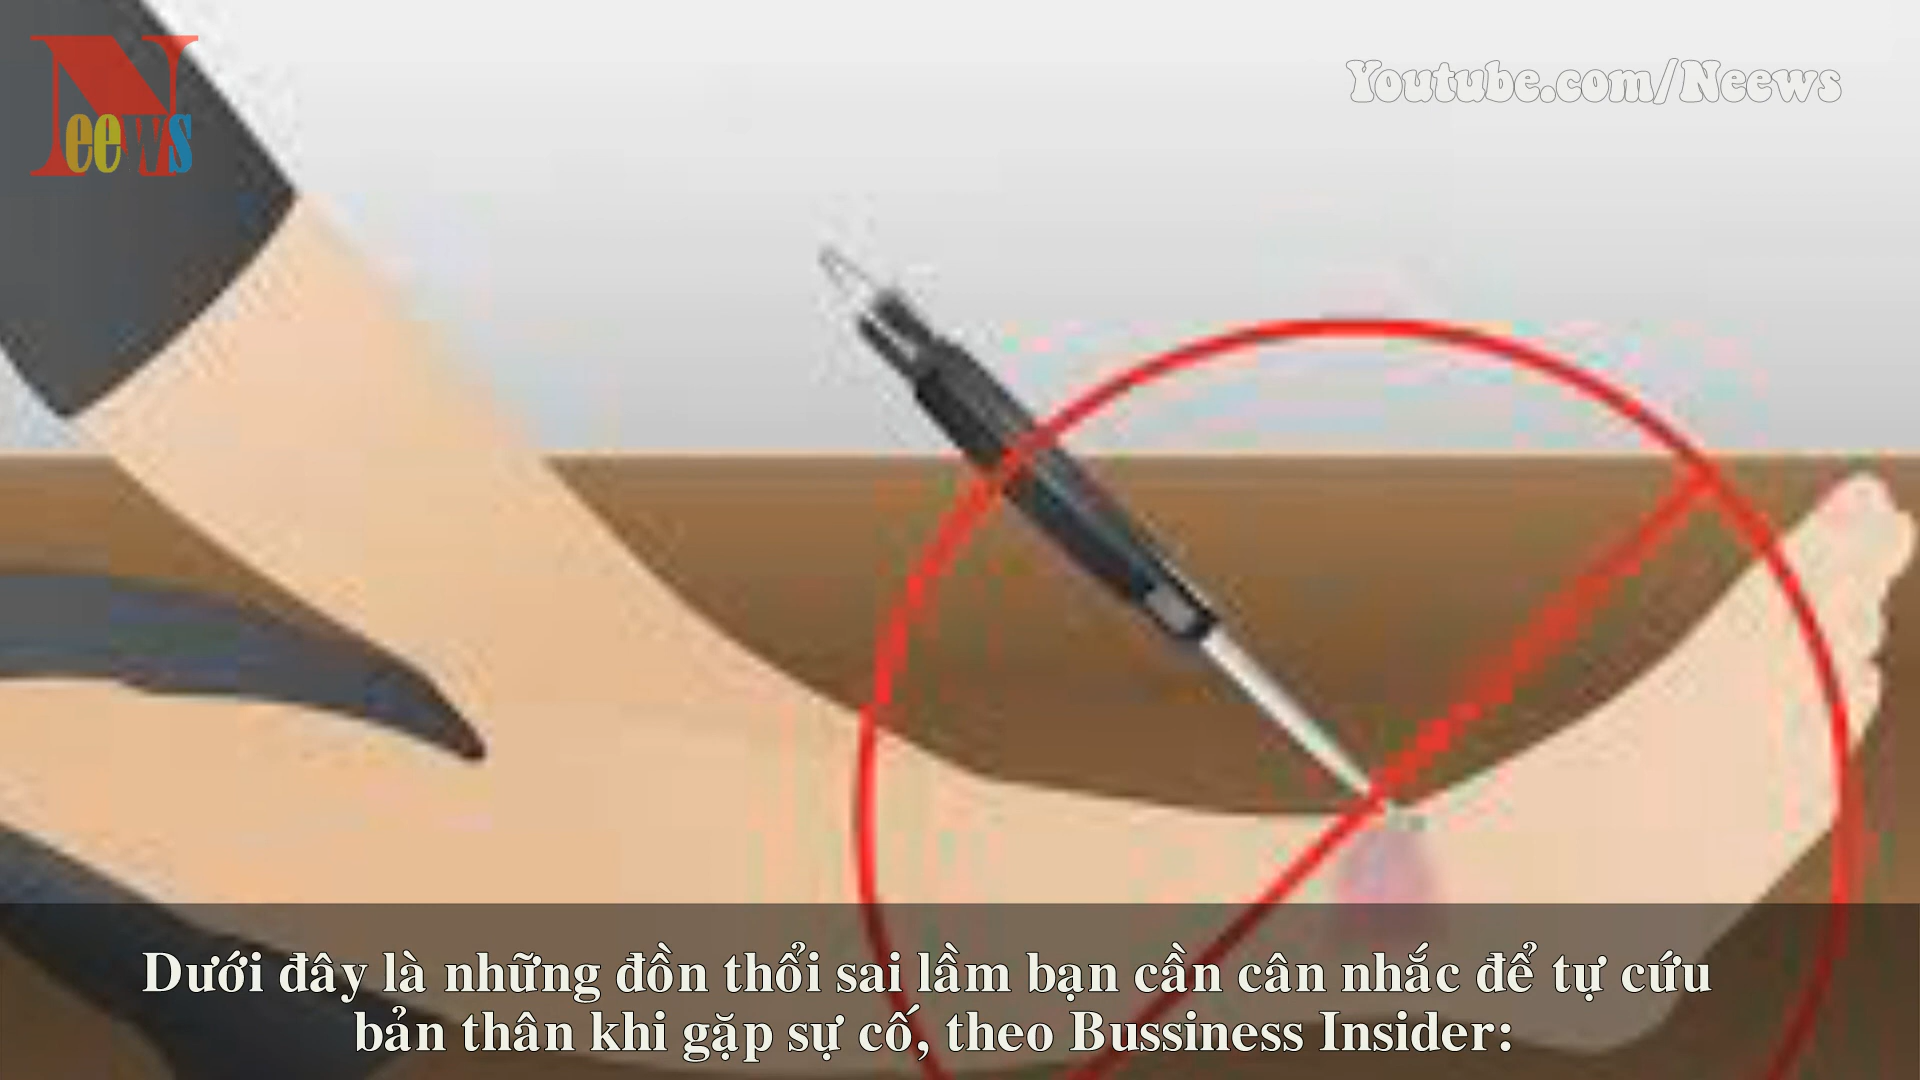 Neews
Youtube.com/Neews
Dưới đây là những đồn thổi sai lầm bạn cần cân nhắc để tự cứu
bản thân khi gặp sự cố, theo Bussiness Insider: